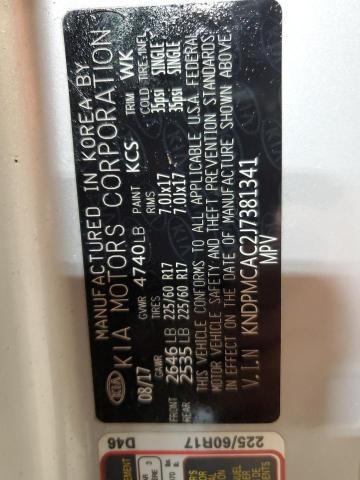 MANUFACTURED IN KOREA BY
KIA KIA MOTORS CORPORATION
08/17 GVWR 4740LB PAINT KCS TRIM WK
GAWR TIRES RIMS COLD TIRE INFL
FRONT 2646LB 225/60 R17 7.0Jx17 35psi SINGLE
REAR 2535LB 225/60 R17 7.0Jx17 35psi SINGLE
THIS VEHICLE CONFORMS TO ALL APPLICABLE U.S.A. FEDERAL
MOTOR VEHICLE SAFETY AND THEFT PREVENTION STANDARDS
IN EFFECT ON THE DATE OF MANUFACTURE SHOWN ABOVE.
V.I.N KNDPMCAC2J7381341
MPV
D46
225/60R17